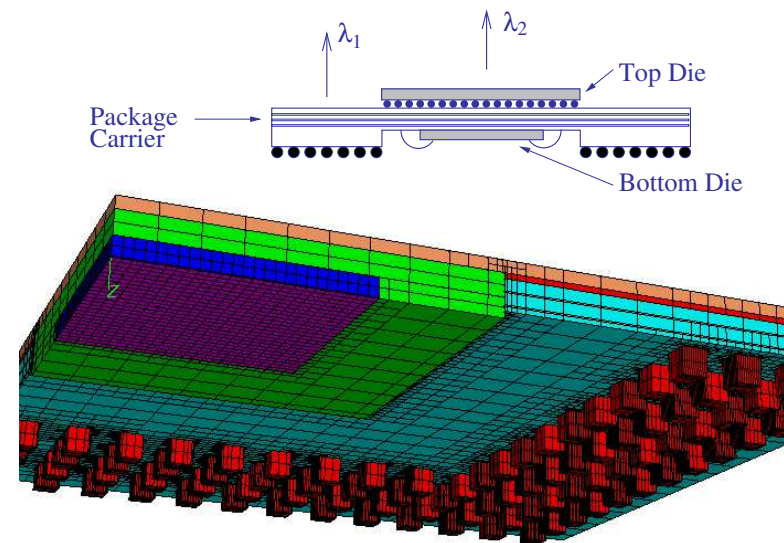 λ1
λ2
Top Die
Package
Carrier
Bottom Die
Z